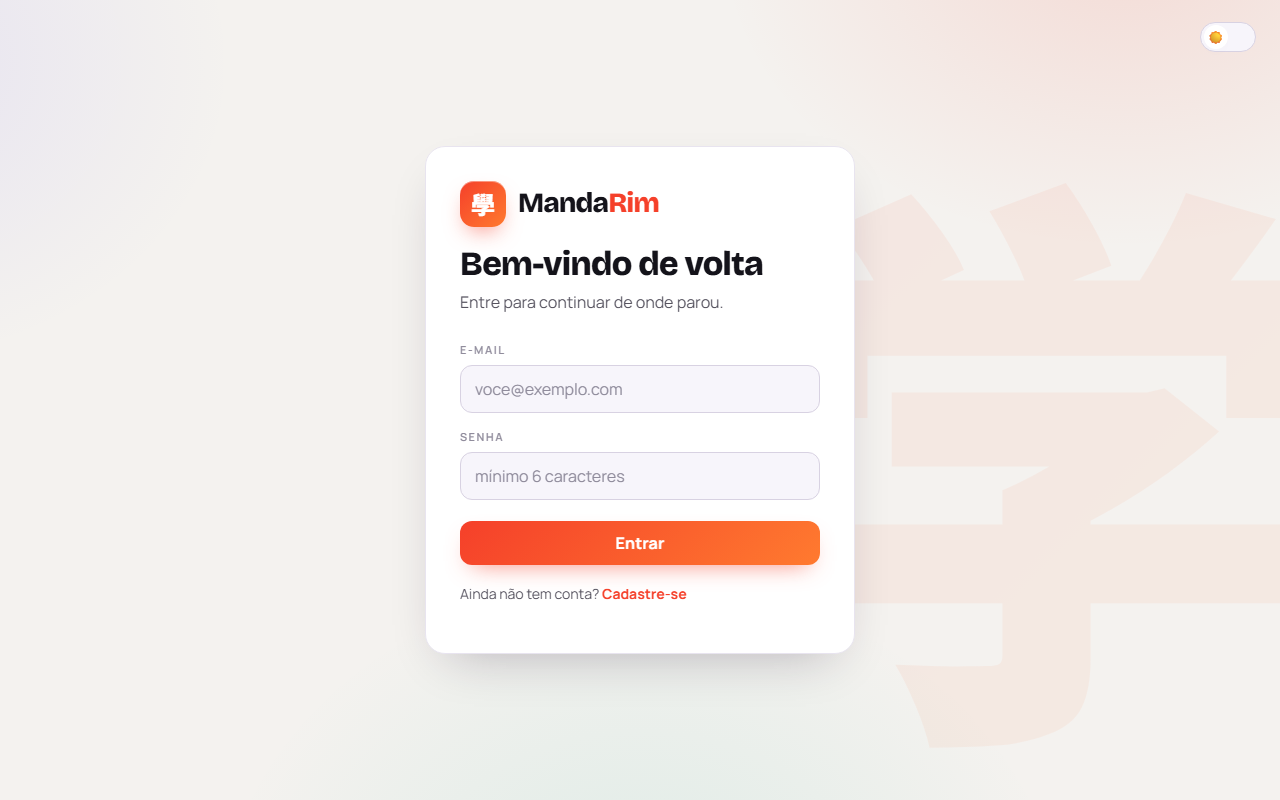 學 MandaRim
Bem-vindo de volta
Entre para continuar de onde parou.
E-MAIL
voce@exemplo.com
SENHA
mínimo 6 caracteres
Entrar
Ainda não tem conta? Cadastre-se
学